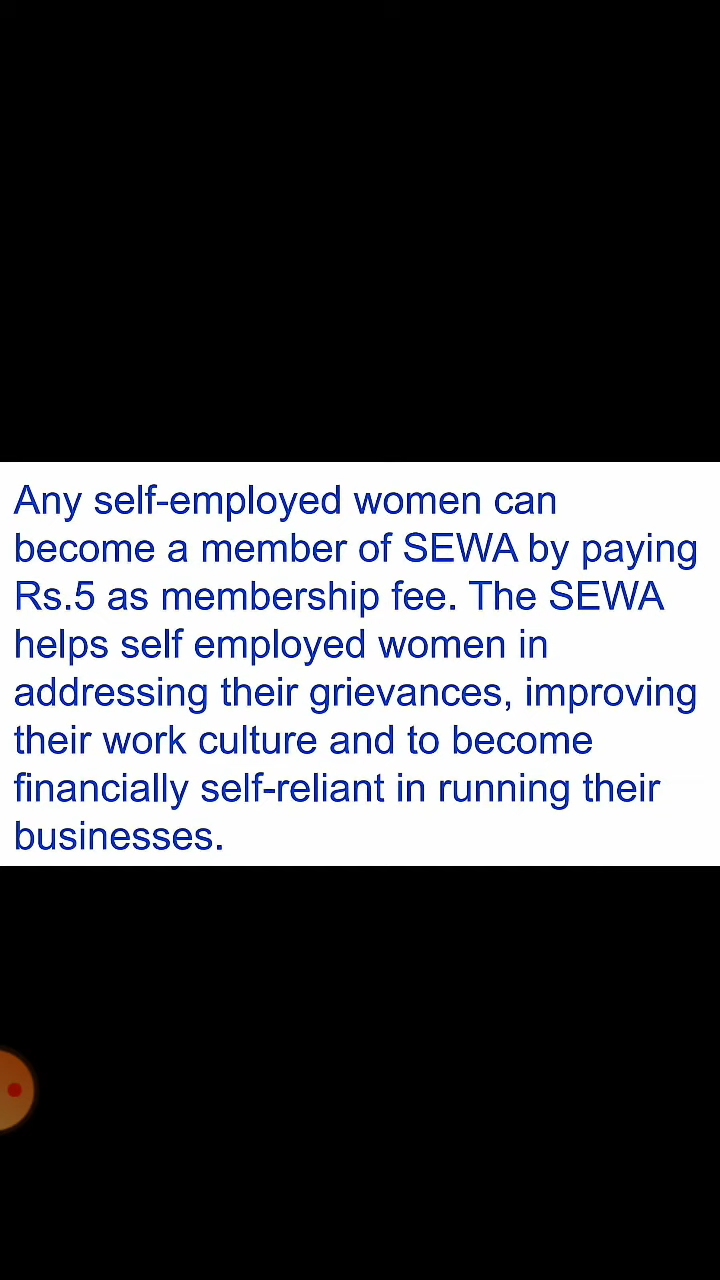 Any self-employed women can
become a member of SEWA by paying
Rs.5 as membership fee. The SEWA
helps self employed women in
addressing their grievances, improving
their work culture and to become
financially self-reliant in running their
businesses.